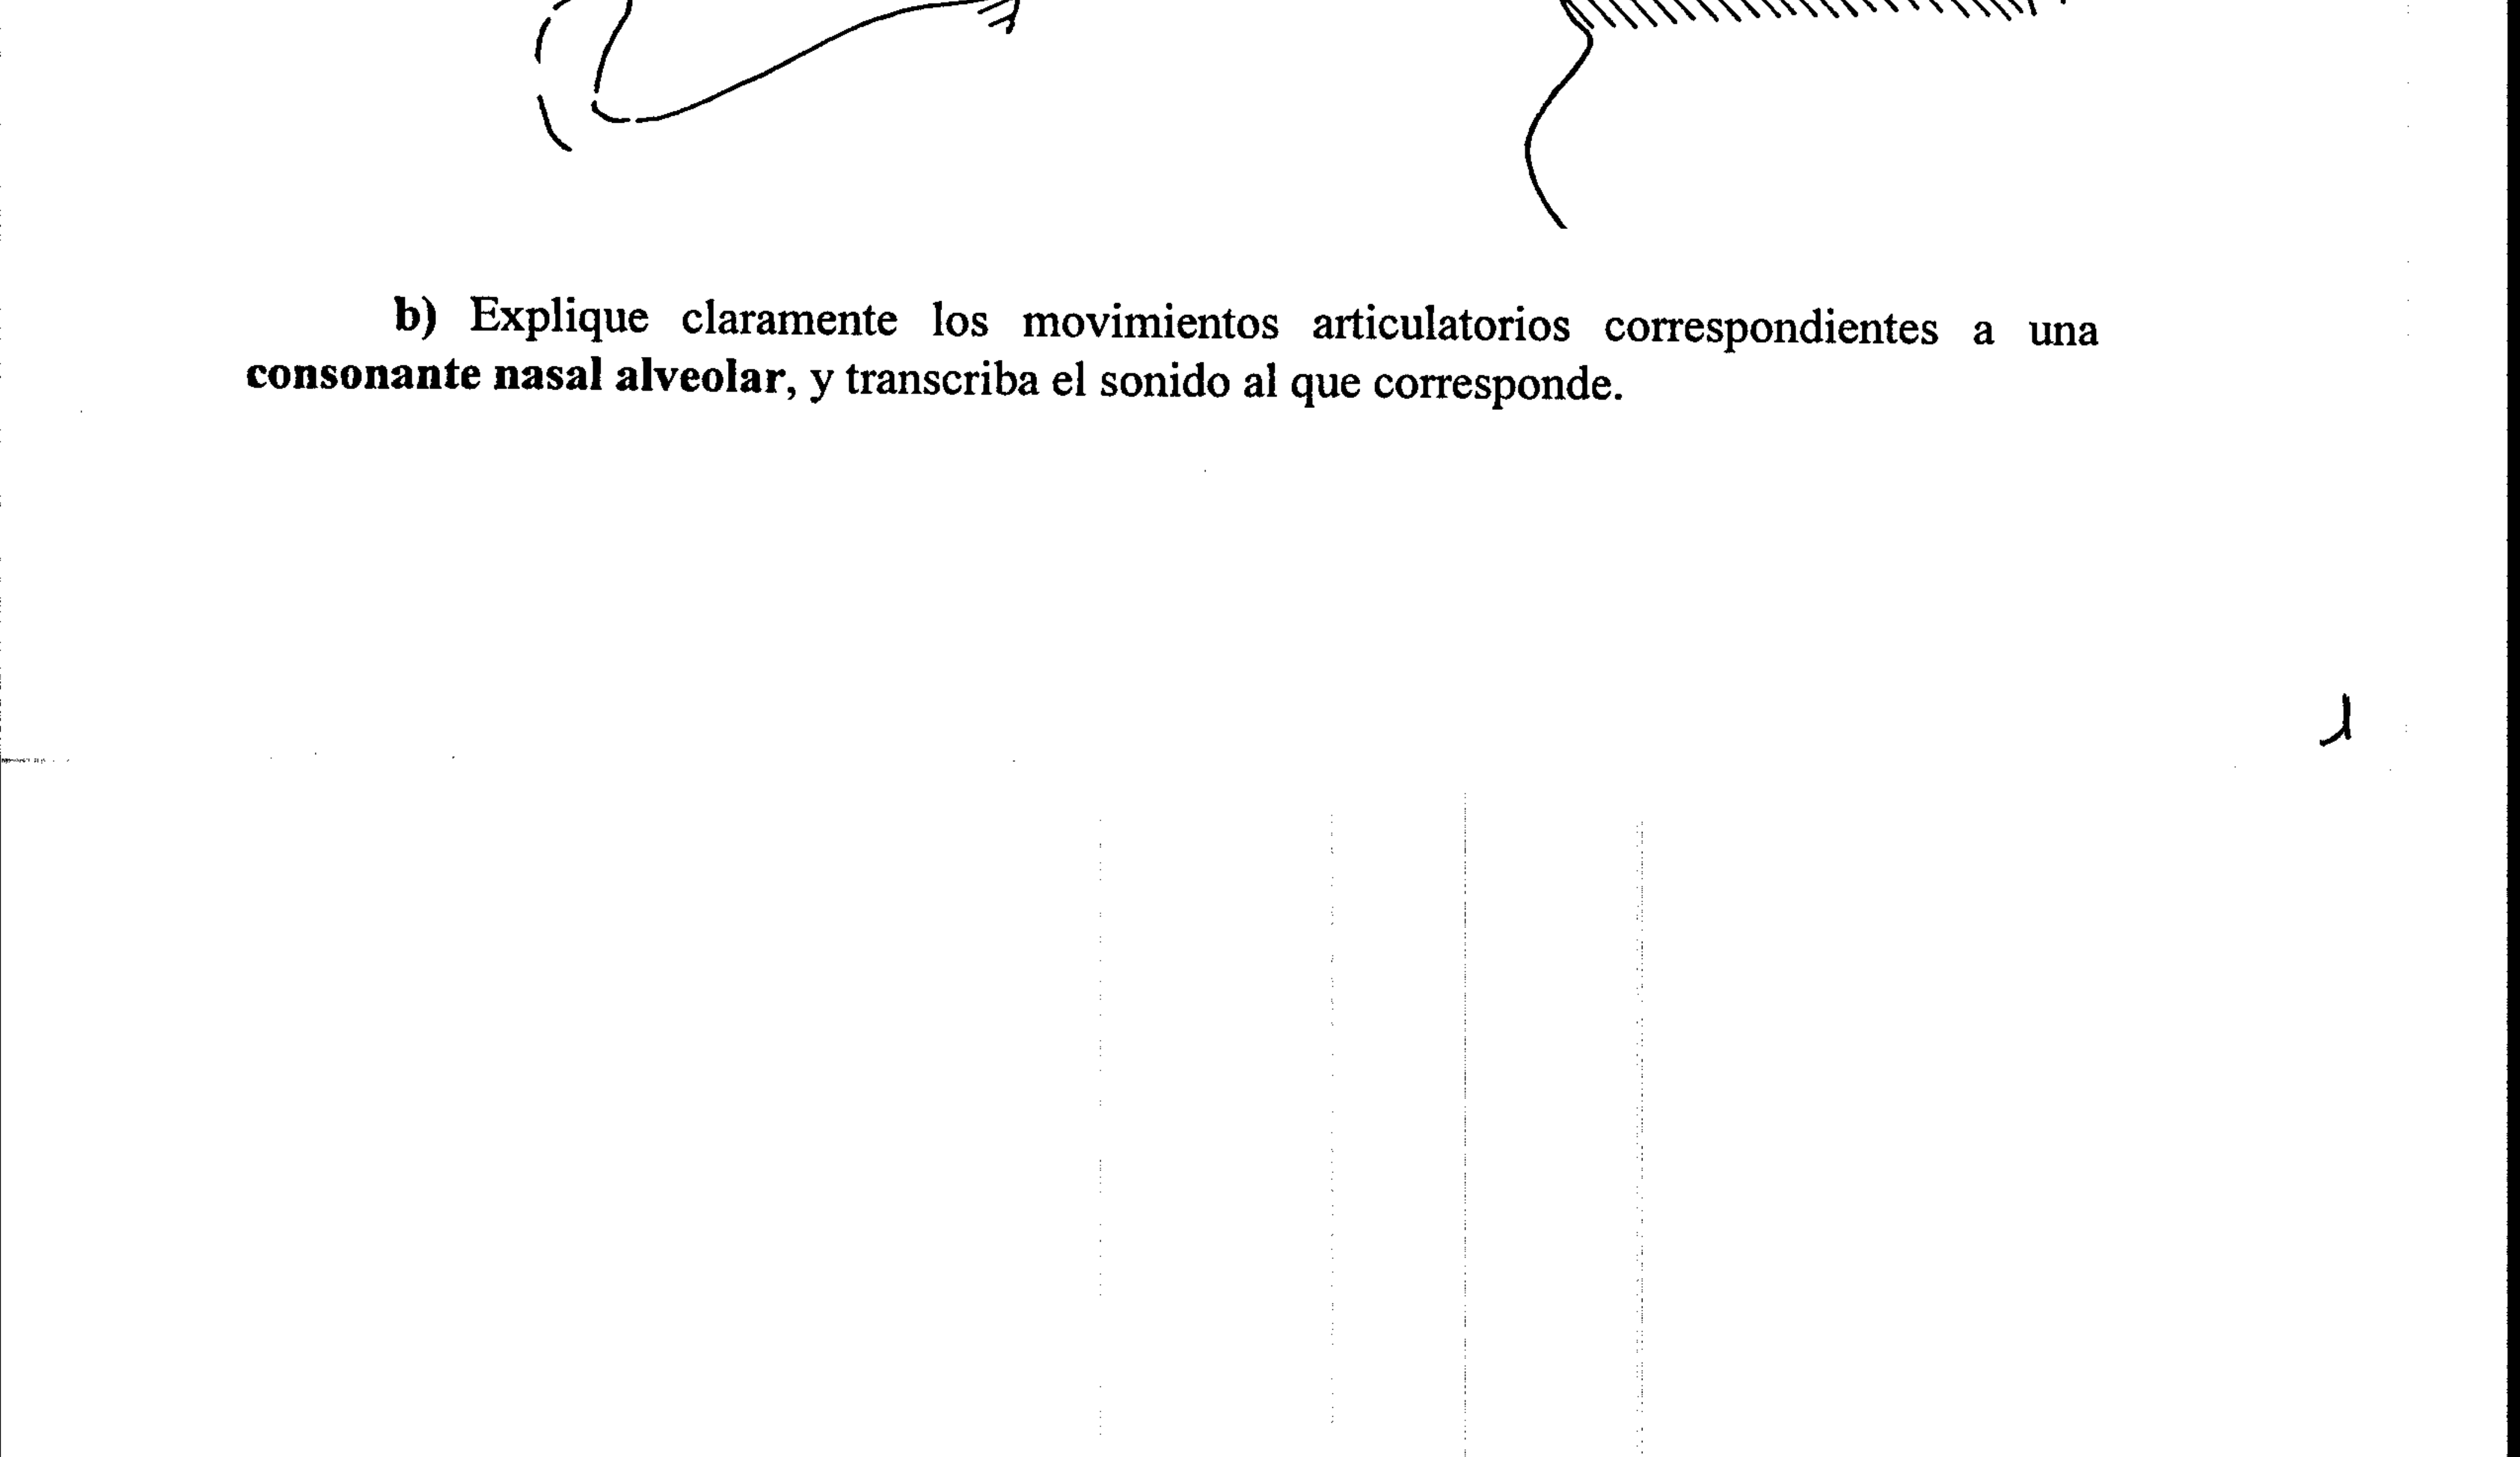 b) Explique claramente los movimientos articulatorios correspondientes a una
consonante nasal alveolar, y transcriba el sonido al que corresponde.